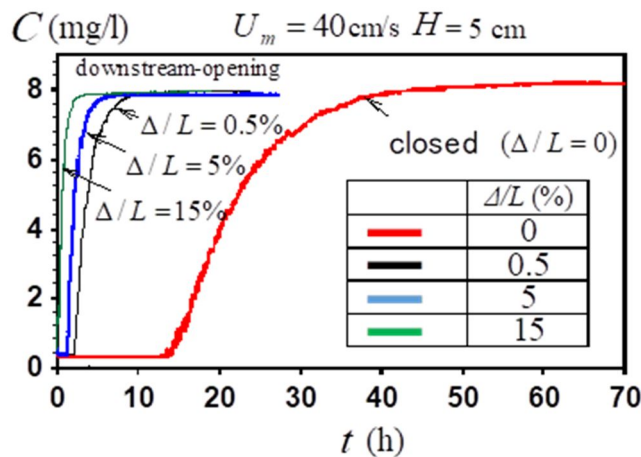 C (mg/l) U_m = 40 cm/s H = 5 cm
downstream-opening
Δ/L = 0.5%
Δ/L = 5%
Δ/L = 15%
closed (Δ/L = 0)
Δ/L (%)
0
0.5
5
15
8
6
4
2
0
0 10 20 30 40 50 60 70
t (h)